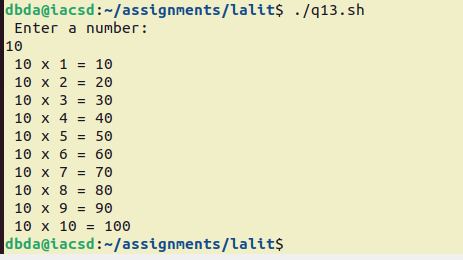 dbda@iacsd:~/assignments/lalit$ ./q13.sh
Enter a number:
10
10 x 1 = 10
10 x 2 = 20
10 x 3 = 30
10 x 4 = 40
10 x 5 = 50
10 x 6 = 60
10 x 7 = 70
10 x 8 = 80
10 x 9 = 90
10 x 10 = 100
dbda@iacsd:~/assignments/lalit$